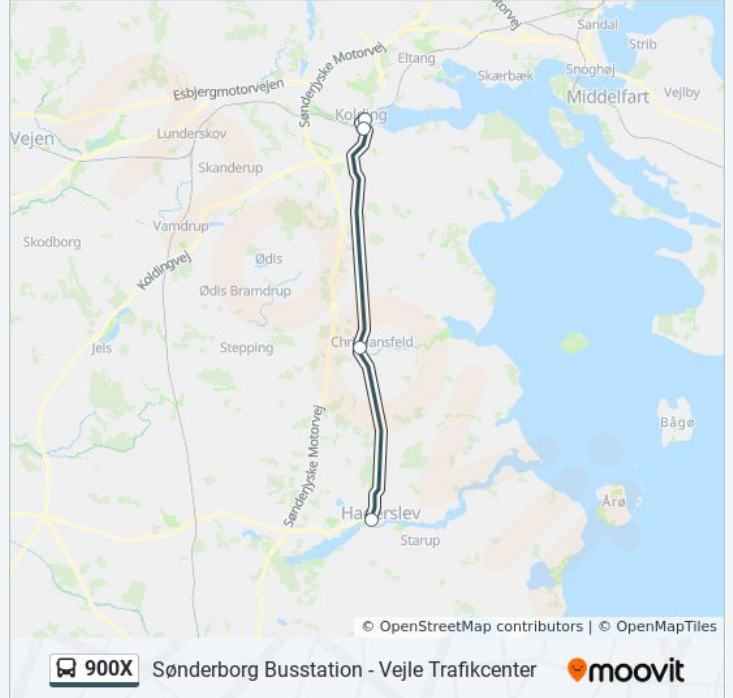 Sønderjyske Motorvej
Sandal
Strib
Eltang
Skærbæk
Snoghøj
Esbjergmotorvejen
Middelfart
Vejlby
Kolding
Vejen
Lunderskov
Skanderup
Vamdrup
Skodborg
Ødis
Koldingvej
Ødis Bramdrup
Jels
Stepping
Bågø
Sønderjyske Motorvej
Årø
Starup
© OpenStreetMap contributors | © OpenMapTiles
900X Sønderborg Busstation - Vejle Trafikcenter moovit